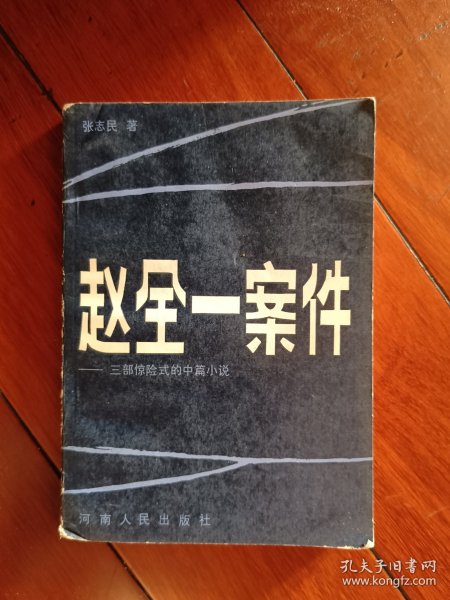 张志民 著
赵全一案件
—— 三部惊险式的中篇小说
河南人民出版社
孔夫子旧书网
www.kongfz.com